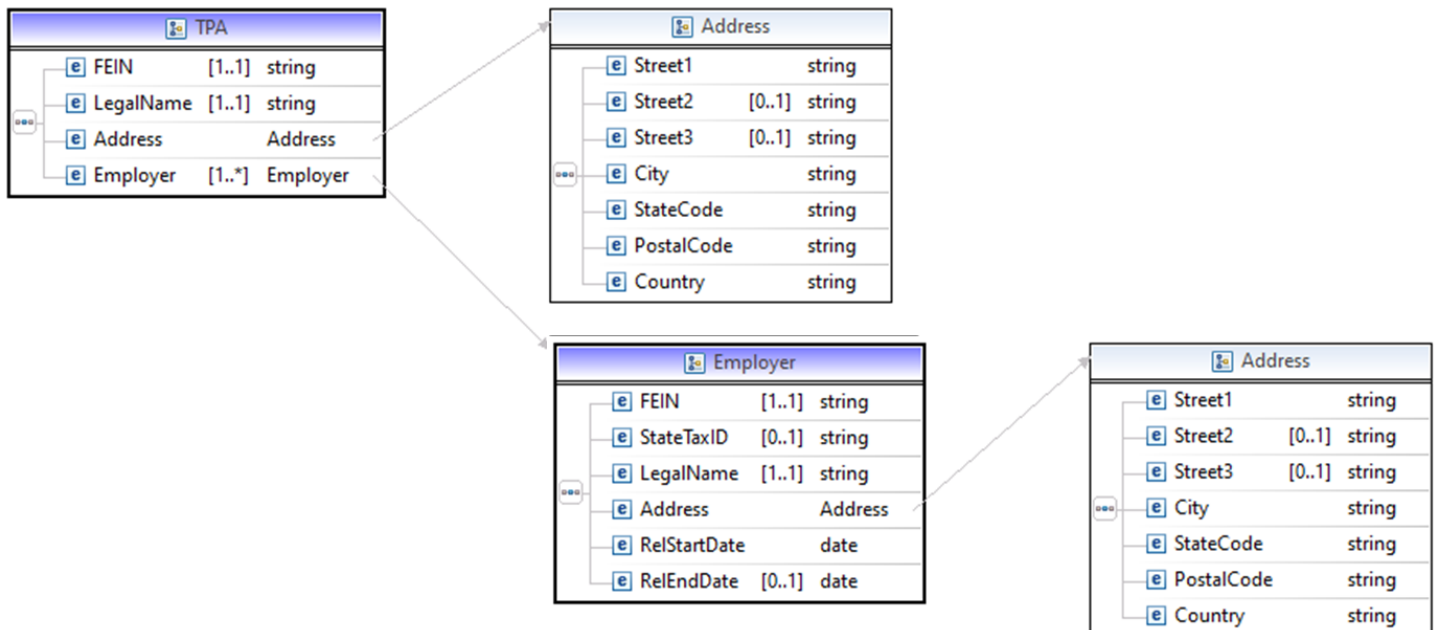 TPA
FEIN [1..1] string
LegalName [1..1] string
Address Address
Employer [1..*] Employer
Address
Street1 string
Street2 [0..1] string
Street3 [0..1] string
City string
StateCode string
PostalCode string
Country string
Employer
FEIN [1..1] string
StateTaxID [0..1] string
LegalName [1..1] string
Address Address
RelStartDate date
RelEndDate [0..1] date
Address
Street1 string
Street2 [0..1] string
Street3 [0..1] string
City string
StateCode string
PostalCode string
Country string